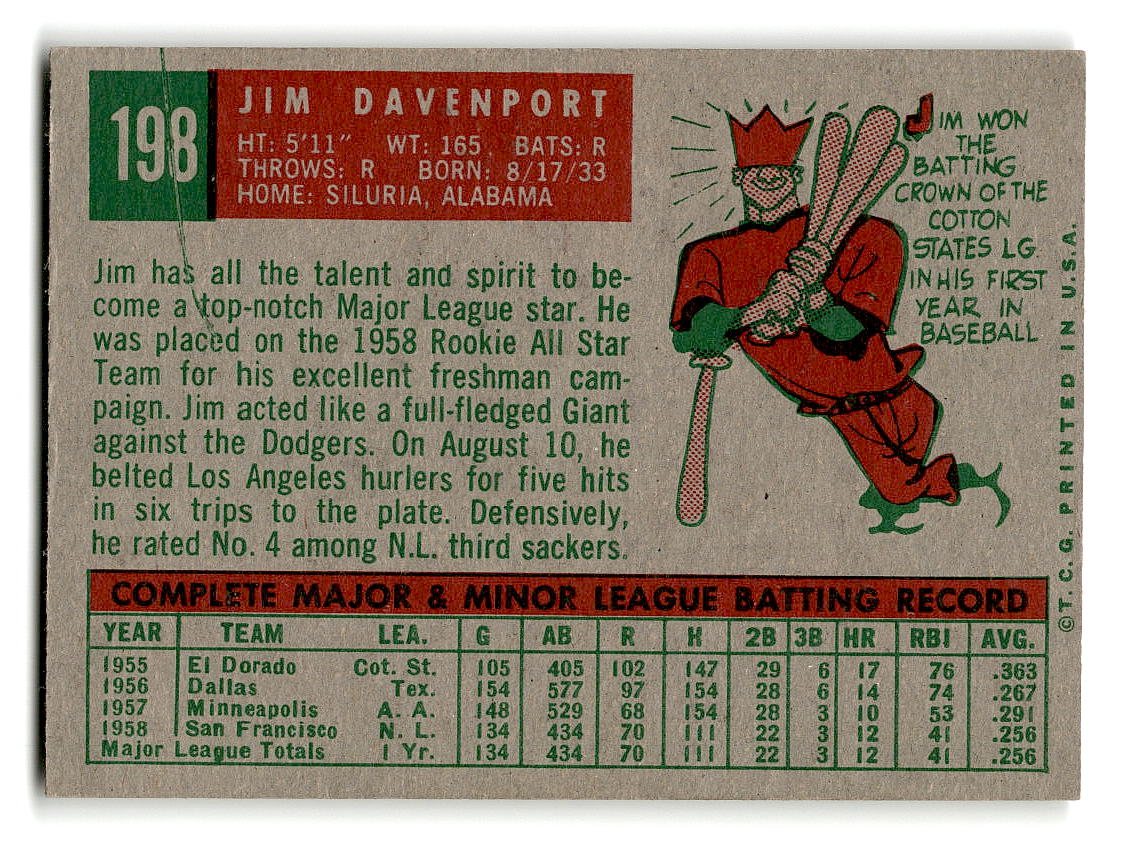 198
JIM DAVENPORT
HT: 5'11" WT: 165 BATS: R
THROWS: R BORN: 8/17/33
HOME: SILURIA, ALABAMA
Jim has all the talent and spirit to be-
come a top-notch Major League star. He
was placed on the 1958 Rookie All Star
Team for his excellent freshman cam-
paign. Jim acted like a full-fledged Giant
against the Dodgers. On August 10, he
belted Los Angeles hurlers for five hits
in six trips to the plate. Defensively,
he rated No. 4 among N.L. third sackers.
JIM WON
THE
BATTING
CROWN OF THE
COTTON
STATES LG.
IN HIS FIRST
YEAR IN
BASEBALL
©T. C. G. PRINTED IN U.S.A.
COMPLETE MAJOR & MINOR LEAGUE BATTING RECORD
YEAR TEAM LEA. G AB R H 2B 3B HR RBI AVG.
1955 El Dorado Cot. St. 105 405 102 147 29 6 17 76 .363
1956 Dallas Tex. 154 577 97 154 28 6 14 74 .267
1957 Minneapolis A. A. 148 529 68 154 28 3 10 53 .291
1958 San Francisco N. L. 134 434 70 111 22 3 12 41 .256
Major League Totals 1 Yr. 134 434 70 111 22 3 12 41 .256